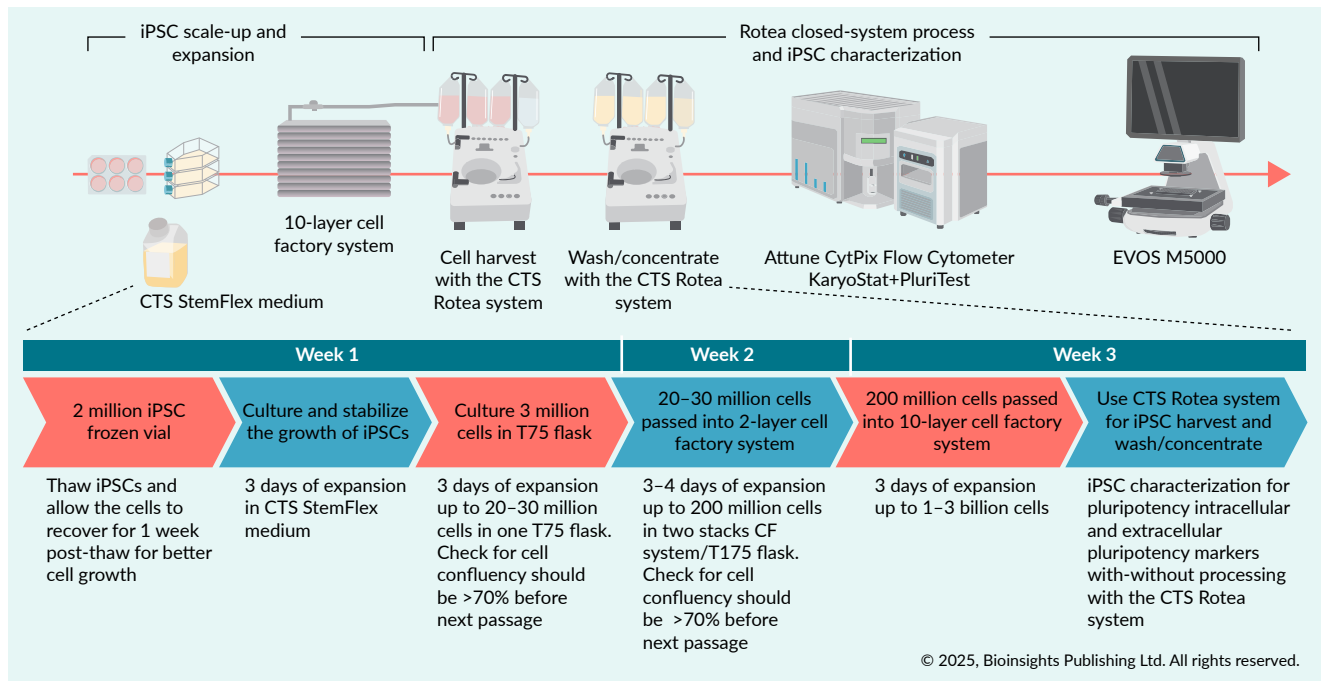 iPSC scale-up and
expansion
Rotea closed-system process
and iPSC characterization
10-layer cell
factory system
CTS StemFlex medium
Cell harvest
with the CTS
Rotea system
Wash/concentrate
with the CTS Rotea
system
Attune CytPix Flow Cytometer
KaryoStat+PluriTest
EVOS M5000
Week 1
Week 2
Week 3
2 million iPSC
frozen vial
Culture and stabilize
the growth of iPSCs
Culture 3 million
cells in T75 flask
20–30 million cells
passed into 2-layer cell
factory system
200 million cells passed
into 10-layer cell factory
system
Use CTS Rotea system
for iPSC harvest and
wash/concentrate
Thaw iPSCs and
allow the cells to
recover for 1 week
post-thaw for better
cell growth
3 days of expansion
in CTS StemFlex
medium
3 days of expansion
up to 20–30 million
cells in one T75 flask.
Check for cell
confluency should
be >70% before
next passage
3–4 days of expansion
up to 200 million cells
in two stacks CF
system/T175 flask.
Check for cell
confluency should
be >70% before
next passage
3 days of expansion
up to 1–3 billion cells
iPSC characterization for
pluripotency intracellular
and extracellular
pluripotency markers
with-without processing
with the CTS Rotea
system
© 2025, Bioinsights Publishing Ltd. All rights reserved.